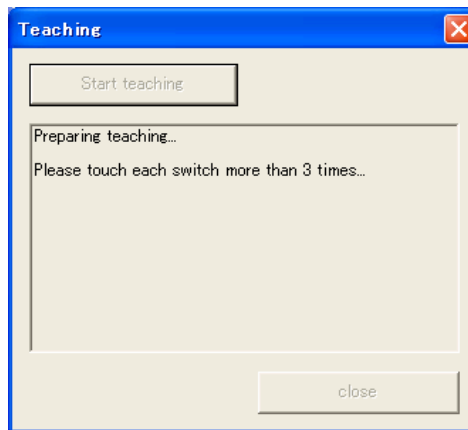 Teaching
Start teaching
Preparing teaching...
Please touch each switch more than 3 times...
close